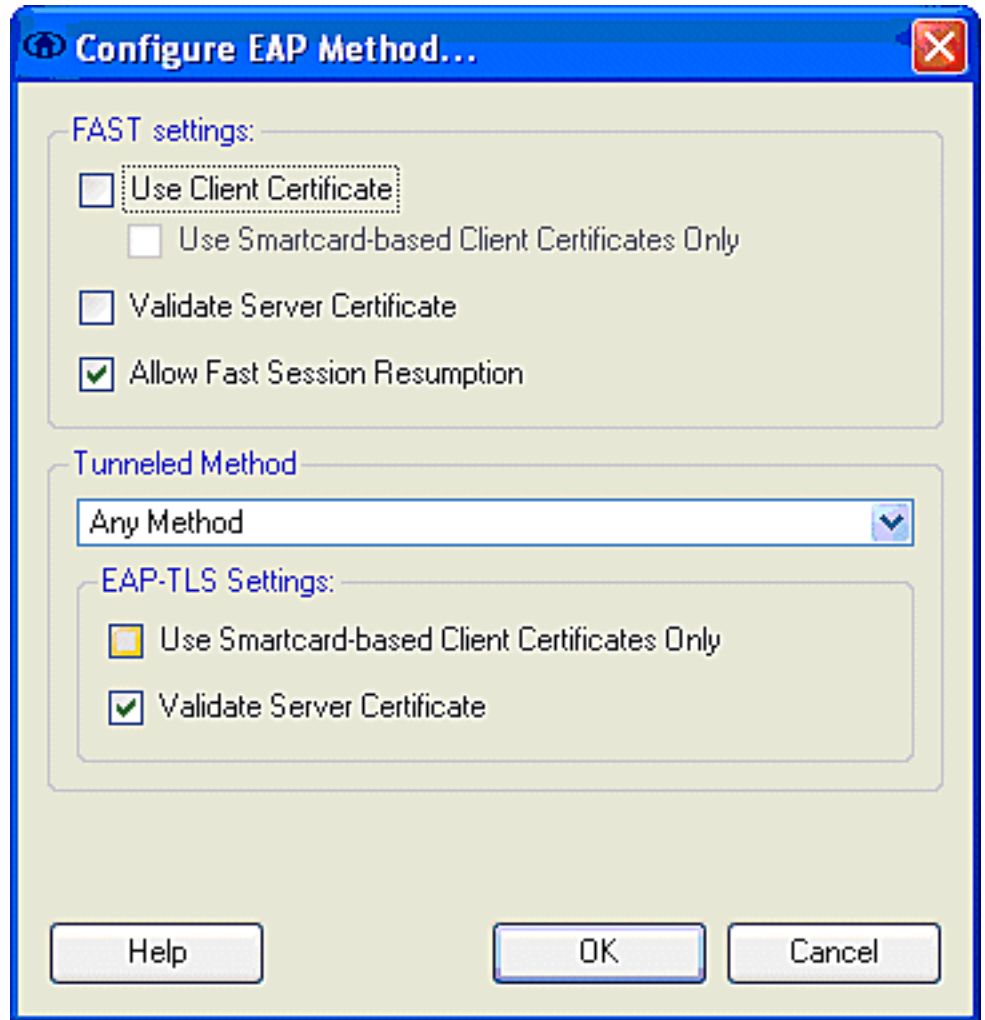 Configure EAP Method...
FAST settings:
Use Client Certificate
Use Smartcard-based Client Certificates Only
Validate Server Certificate
Allow Fast Session Resumption
Tunneled Method
Any Method
EAP-TLS Settings:
Use Smartcard-based Client Certificates Only
Validate Server Certificate
Help OK Cancel